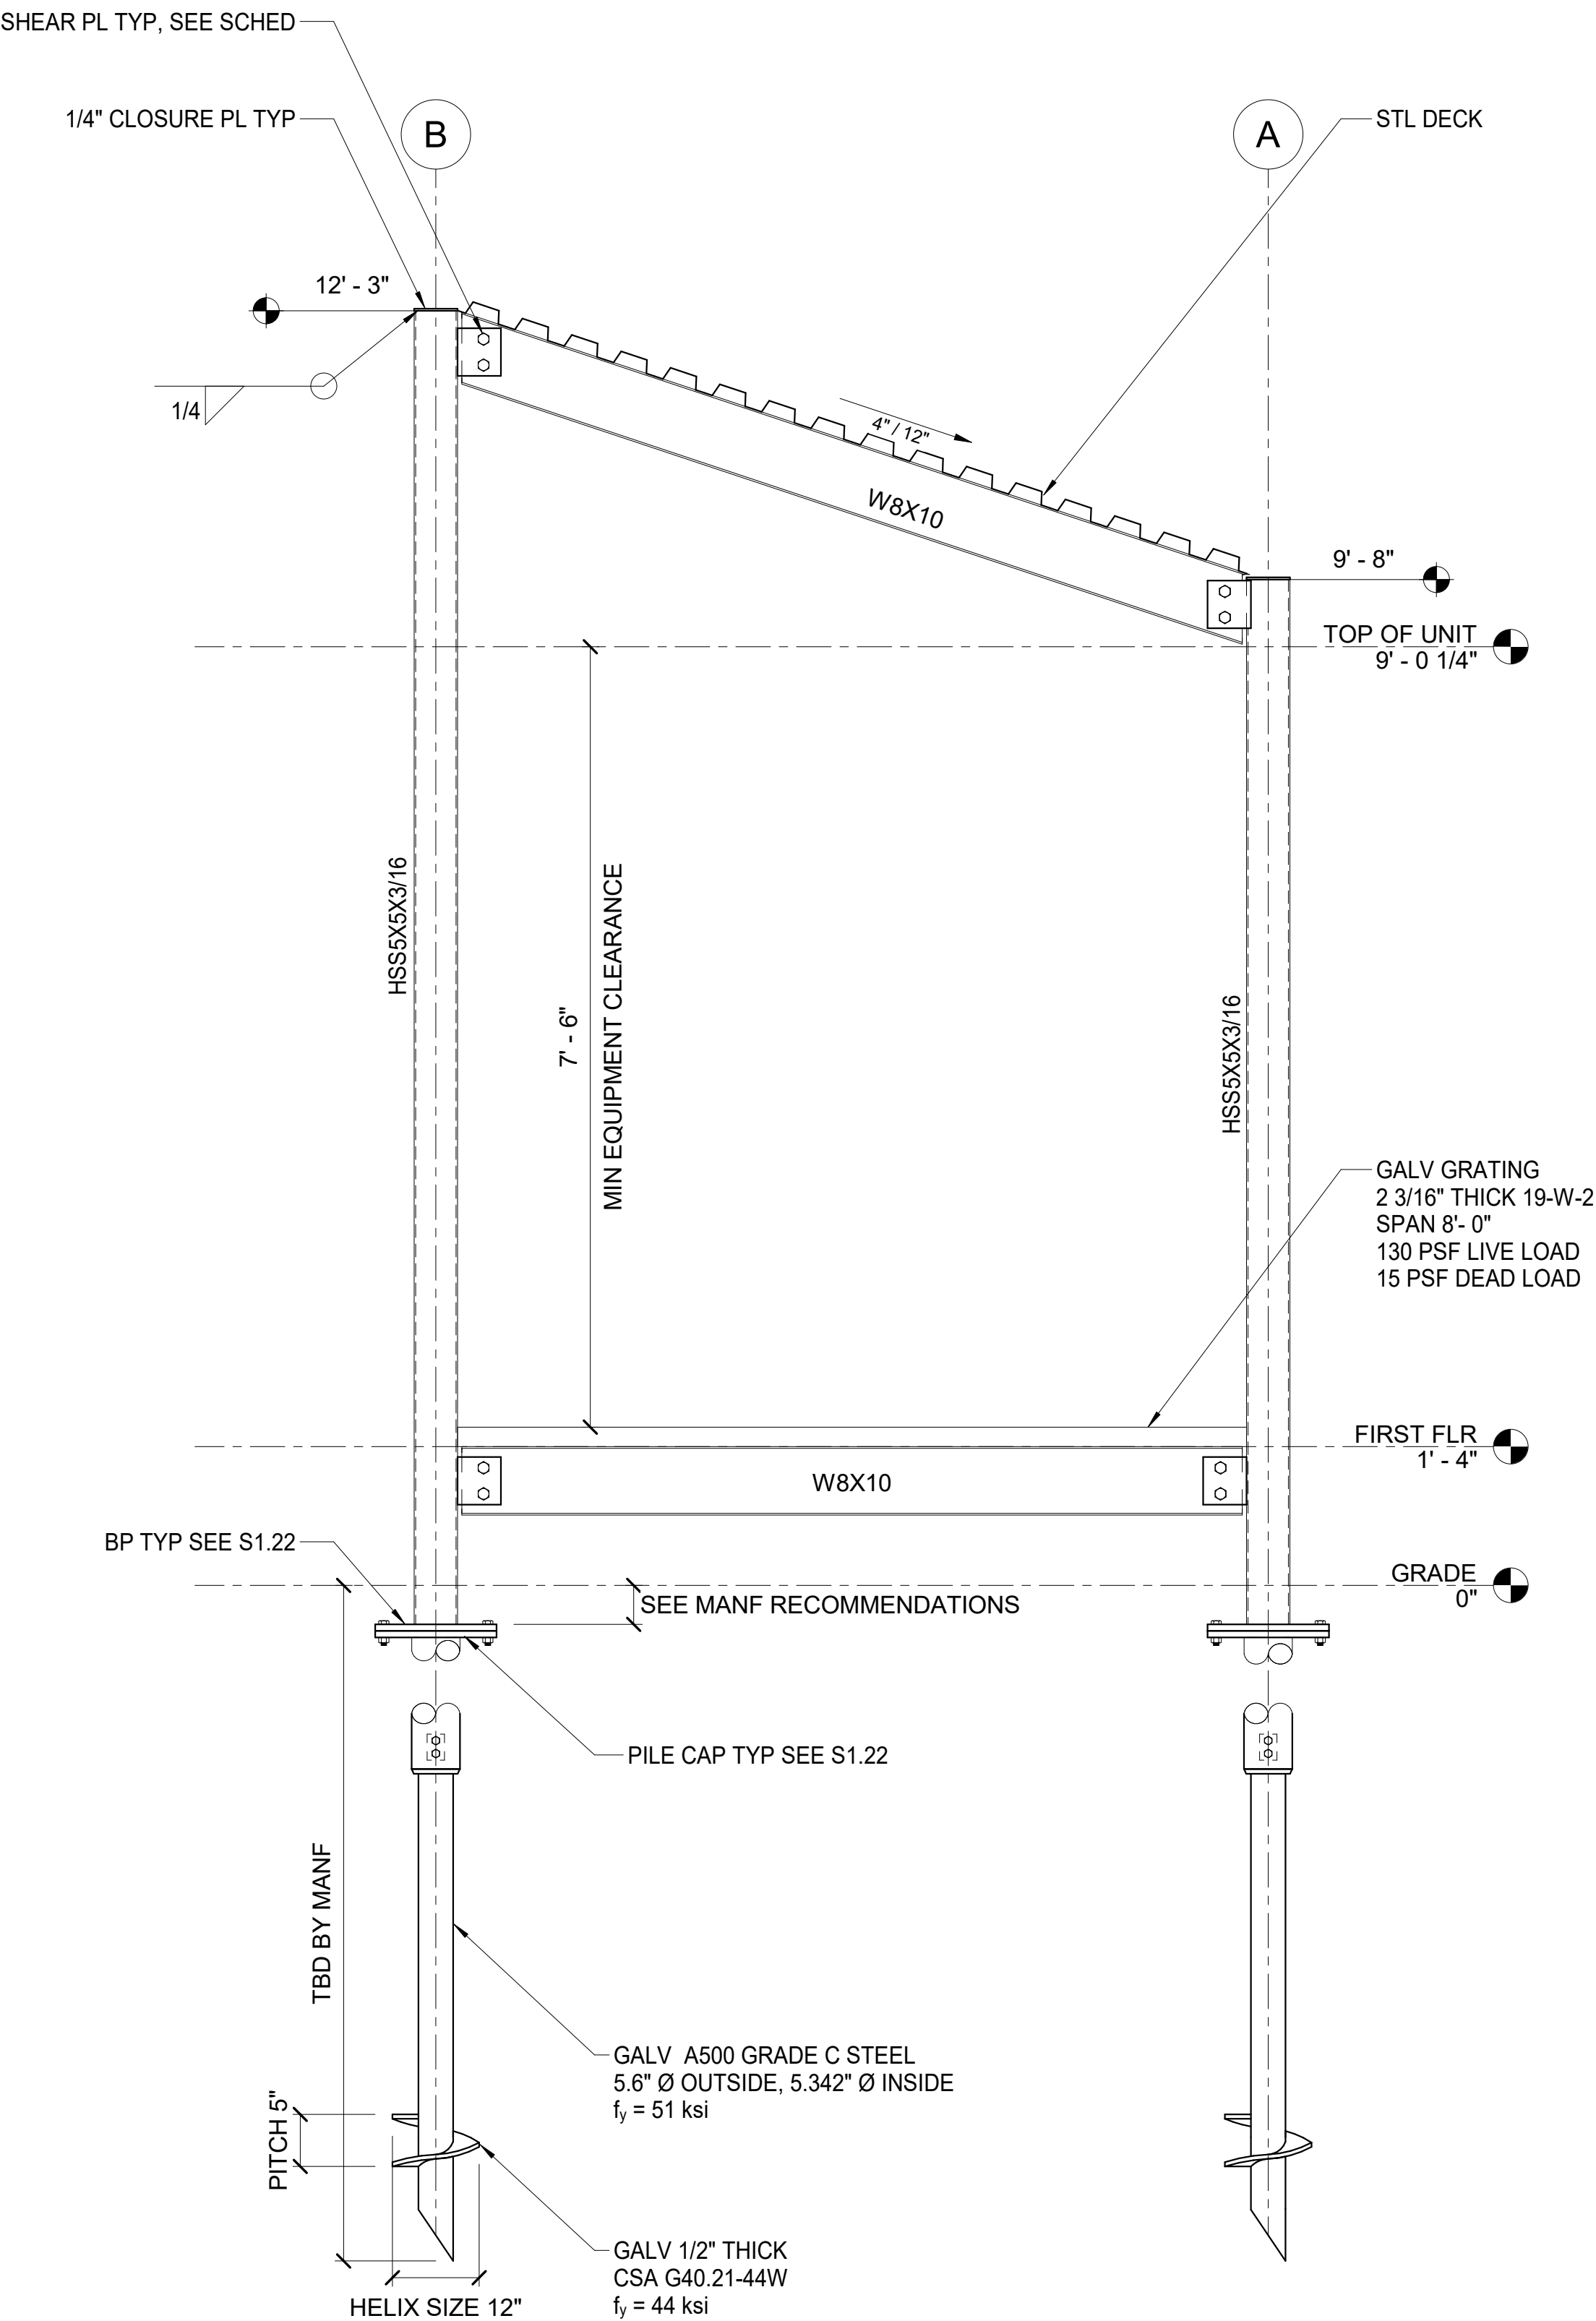 SHEAR PL TYP, SEE SCHED
1/4" CLOSURE PL TYP
B
A
STL DECK
12' - 3"
1/4
4" / 12"
W8X10
9' - 8"
TOP OF UNIT
9' - 0 1/4"
HSS5X5X3/16
7' - 6"
MIN EQUIPMENT CLEARANCE
HSS5X5X3/16
GALV GRATING
2 3/16" THICK 19-W-2
SPAN 8'- 0"
130 PSF LIVE LOAD
15 PSF DEAD LOAD
FIRST FLR
1' - 4"
W8X10
BP TYP SEE S1.22
GRADE
0"
SEE MANF RECOMMENDATIONS
PILE CAP TYP SEE S1.22
TBD BY MANF
GALV A500 GRADE C STEEL
5.6" Ø OUTSIDE, 5.342" Ø INSIDE
fy = 51 ksi
PITCH 5"
GALV 1/2" THICK
CSA G40.21-44W
fy = 44 ksi
HELIX SIZE 12"